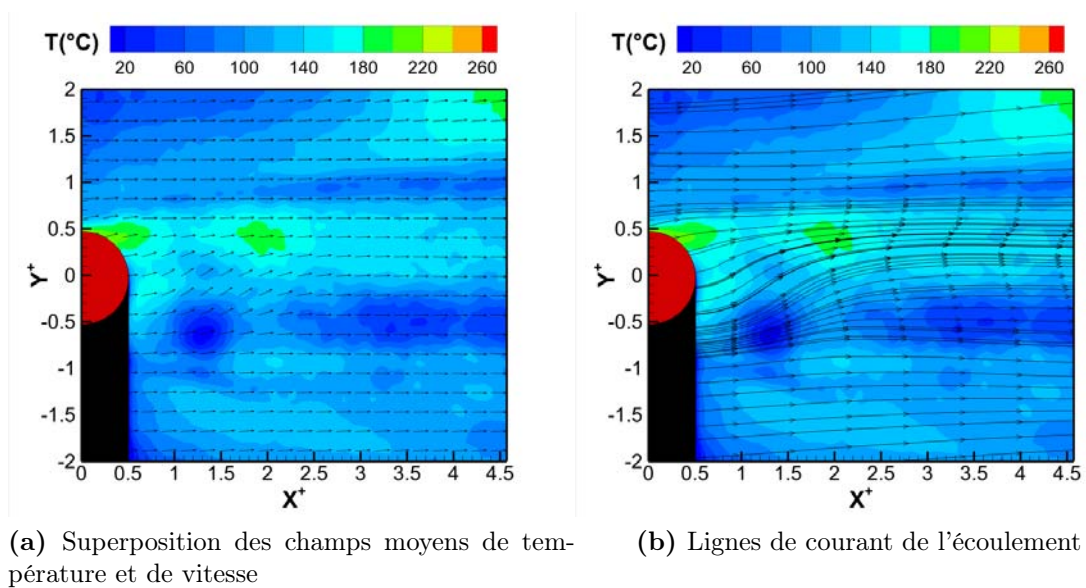 T(°C)
20 60 100 140 180 220 260
2
1.5
1
0.5
0
-0.5
-1
-1.5
-2
Y+
0 0.5 1 1.5 2 2.5 3 3.5 4 4.5
X+
(a) Superposition des champs moyens de tem-
pérature et de vitesse
T(°C)
20 60 100 140 180 220 260
2
1.5
1
0.5
0
-0.5
-1
-1.5
-2
Y+
0 0.5 1 1.5 2 2.5 3 3.5 4 4.5
X+
(b) Lignes de courant de l'écoulement